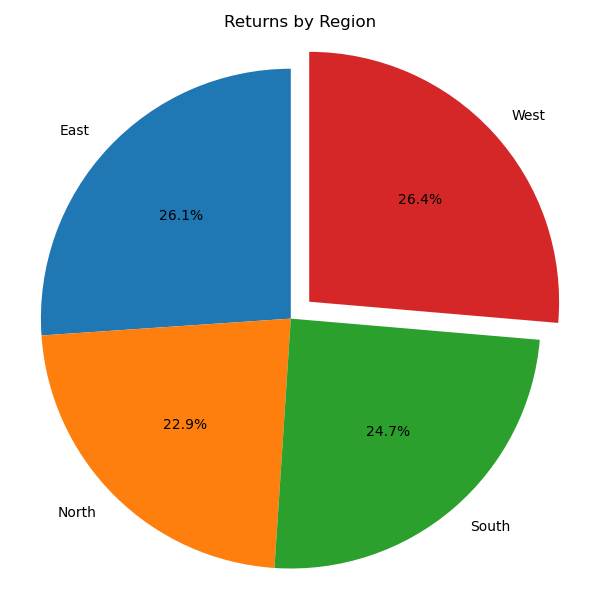 Returns by Region
West
East
26.4%
26.1%
22.9%
24.7%
North
South